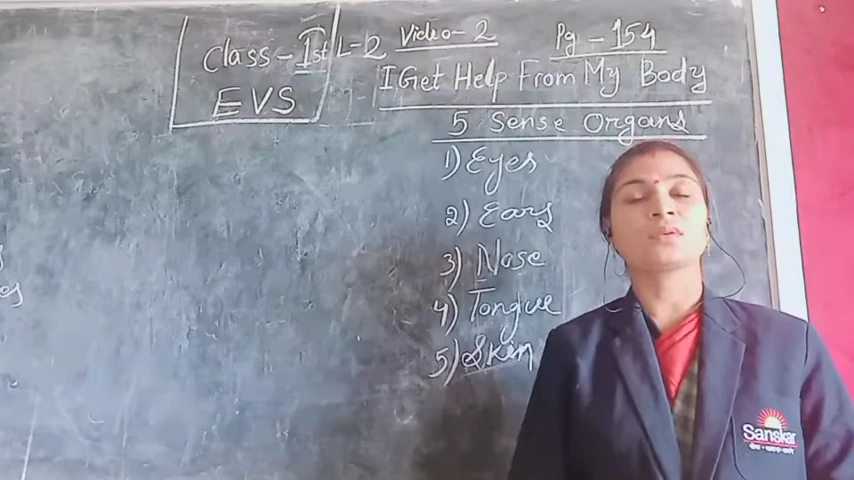 Class - 1st L-2 Video - 2 Pg - 154
EVS
I Get Help From My Body
5 Sense Organs
1) Eyes
2) Ears
3) Nose
4) Tongue
5) Skin
Sanskar